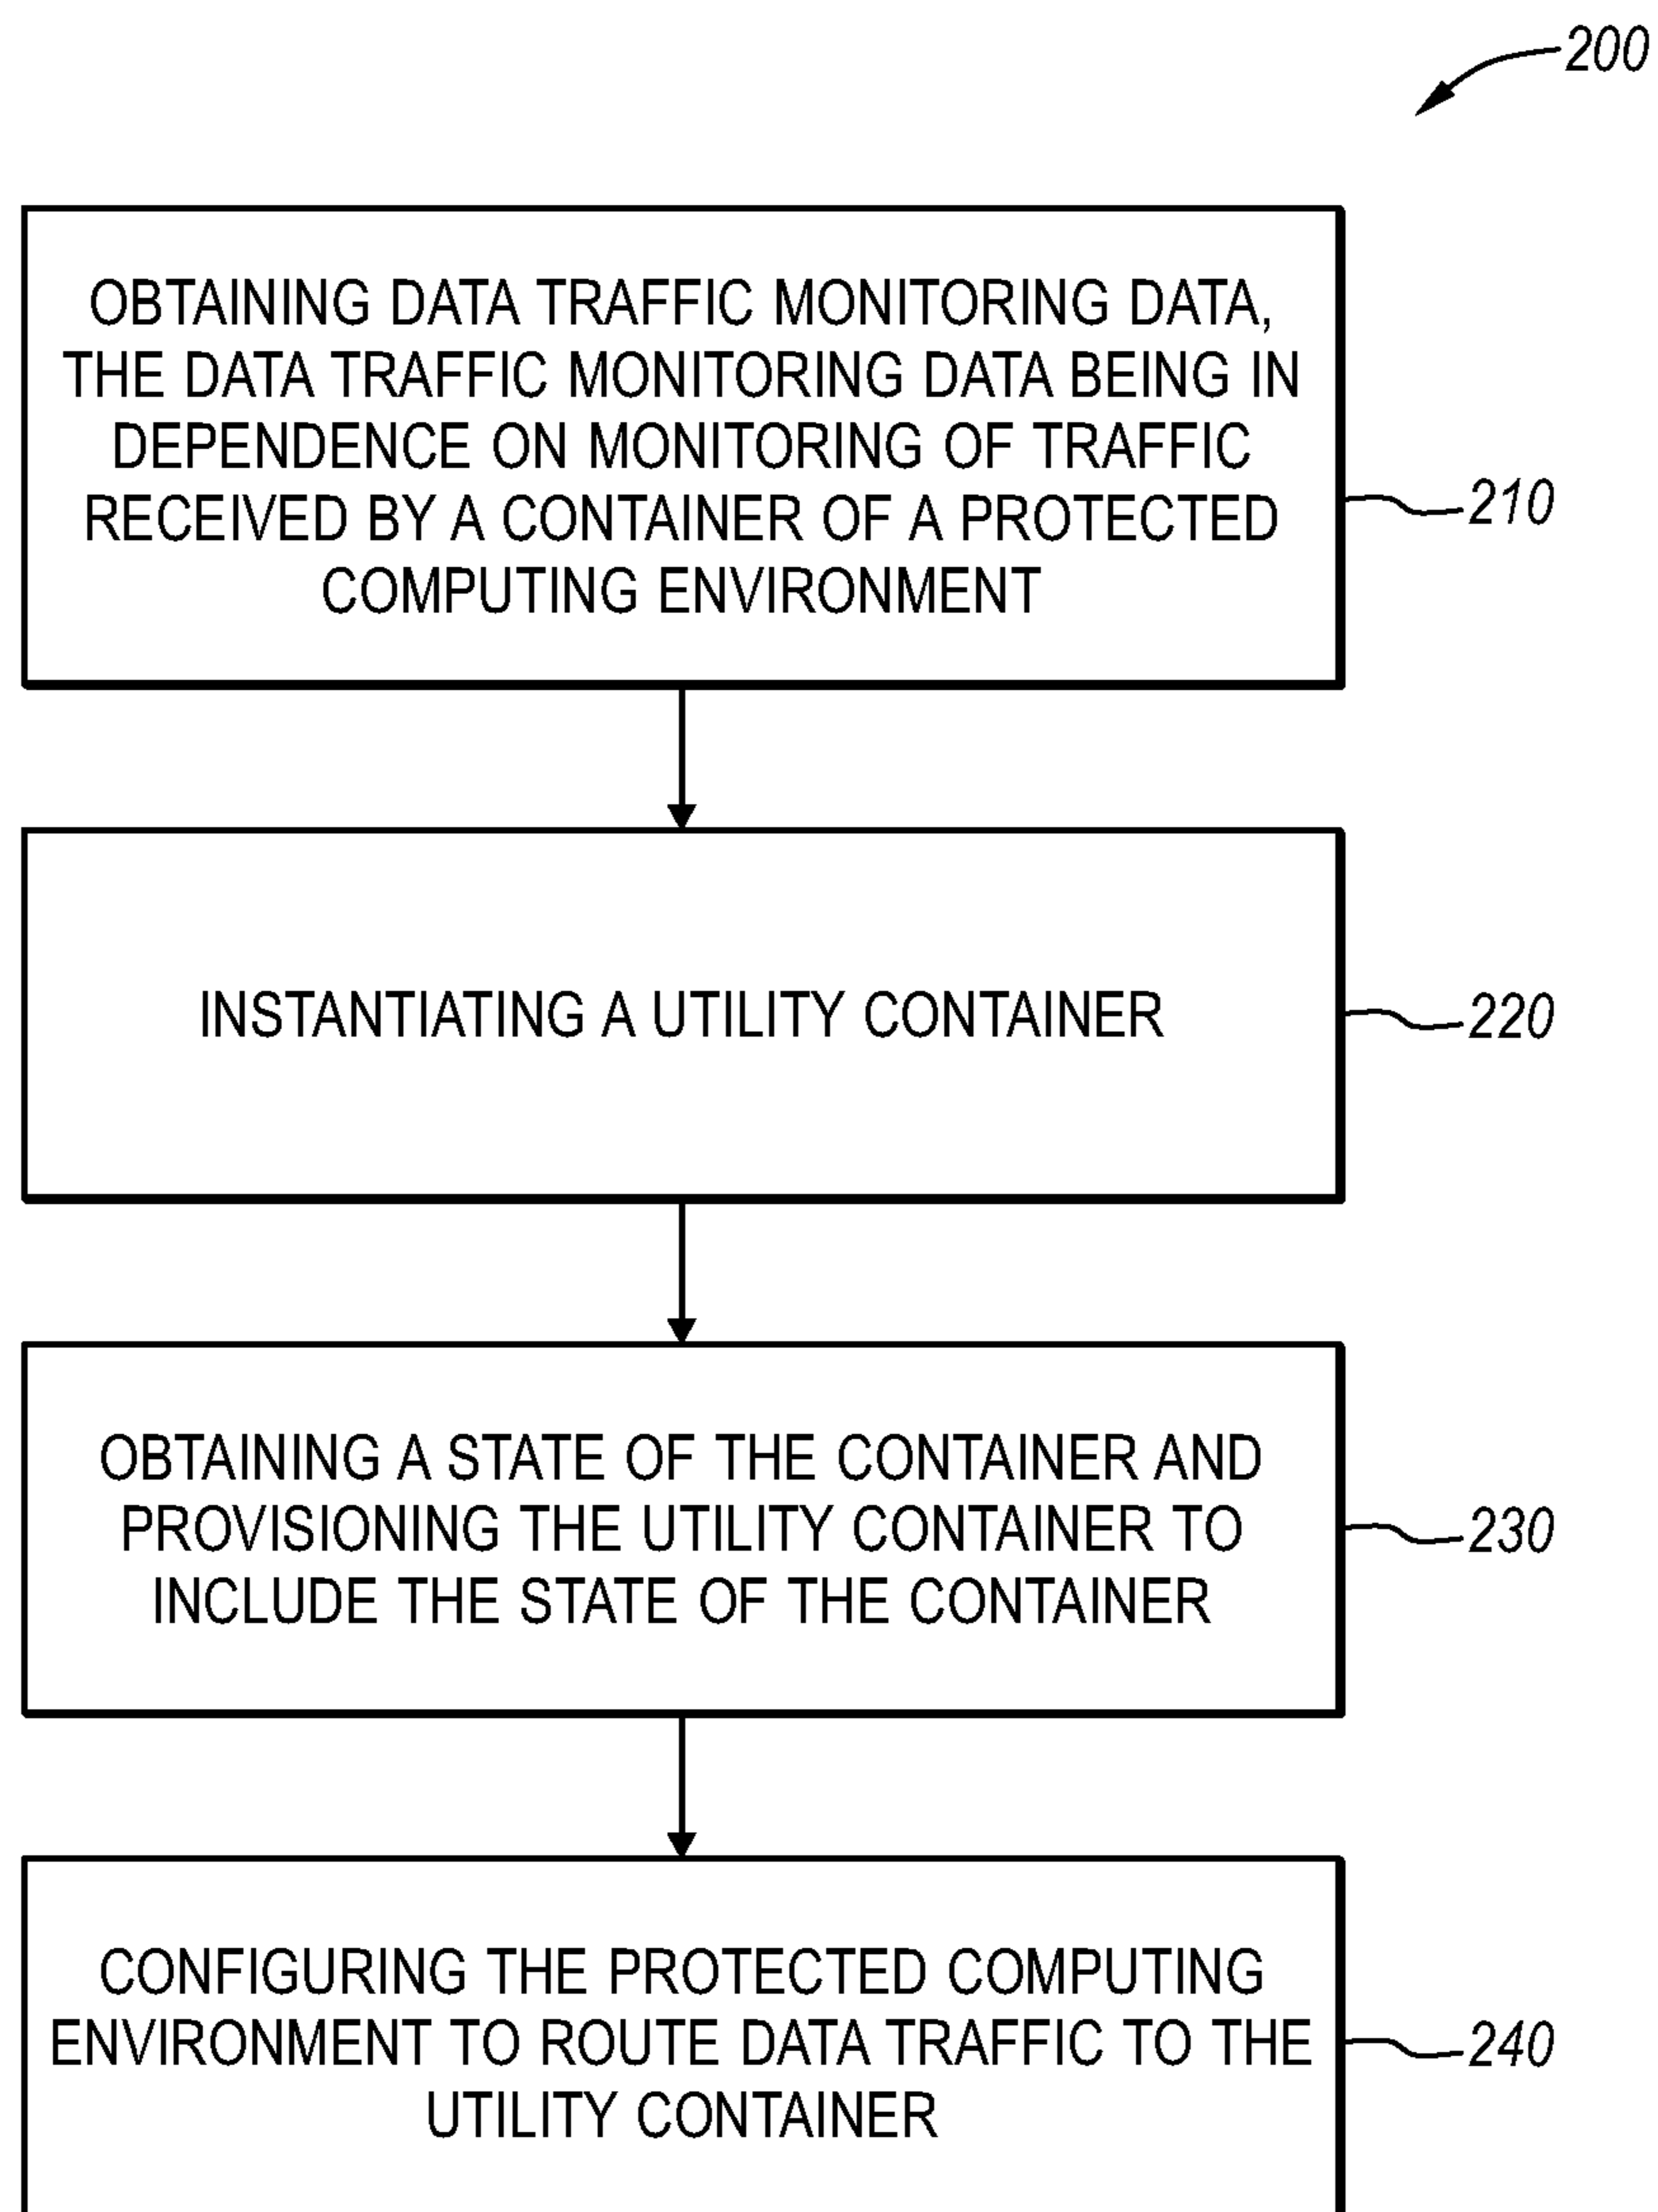 200
OBTAINING DATA TRAFFIC MONITORING DATA,
THE DATA TRAFFIC MONITORING DATA BEING IN
DEPENDENCE ON MONITORING OF TRAFFIC
RECEIVED BY A CONTAINER OF A PROTECTED
COMPUTING ENVIRONMENT
210
INSTANTIATING A UTILITY CONTAINER
220
OBTAINING A STATE OF THE CONTAINER AND
PROVISIONING THE UTILITY CONTAINER TO
INCLUDE THE STATE OF THE CONTAINER
230
CONFIGURING THE PROTECTED COMPUTING
ENVIRONMENT TO ROUTE DATA TRAFFIC TO THE
UTILITY CONTAINER
240